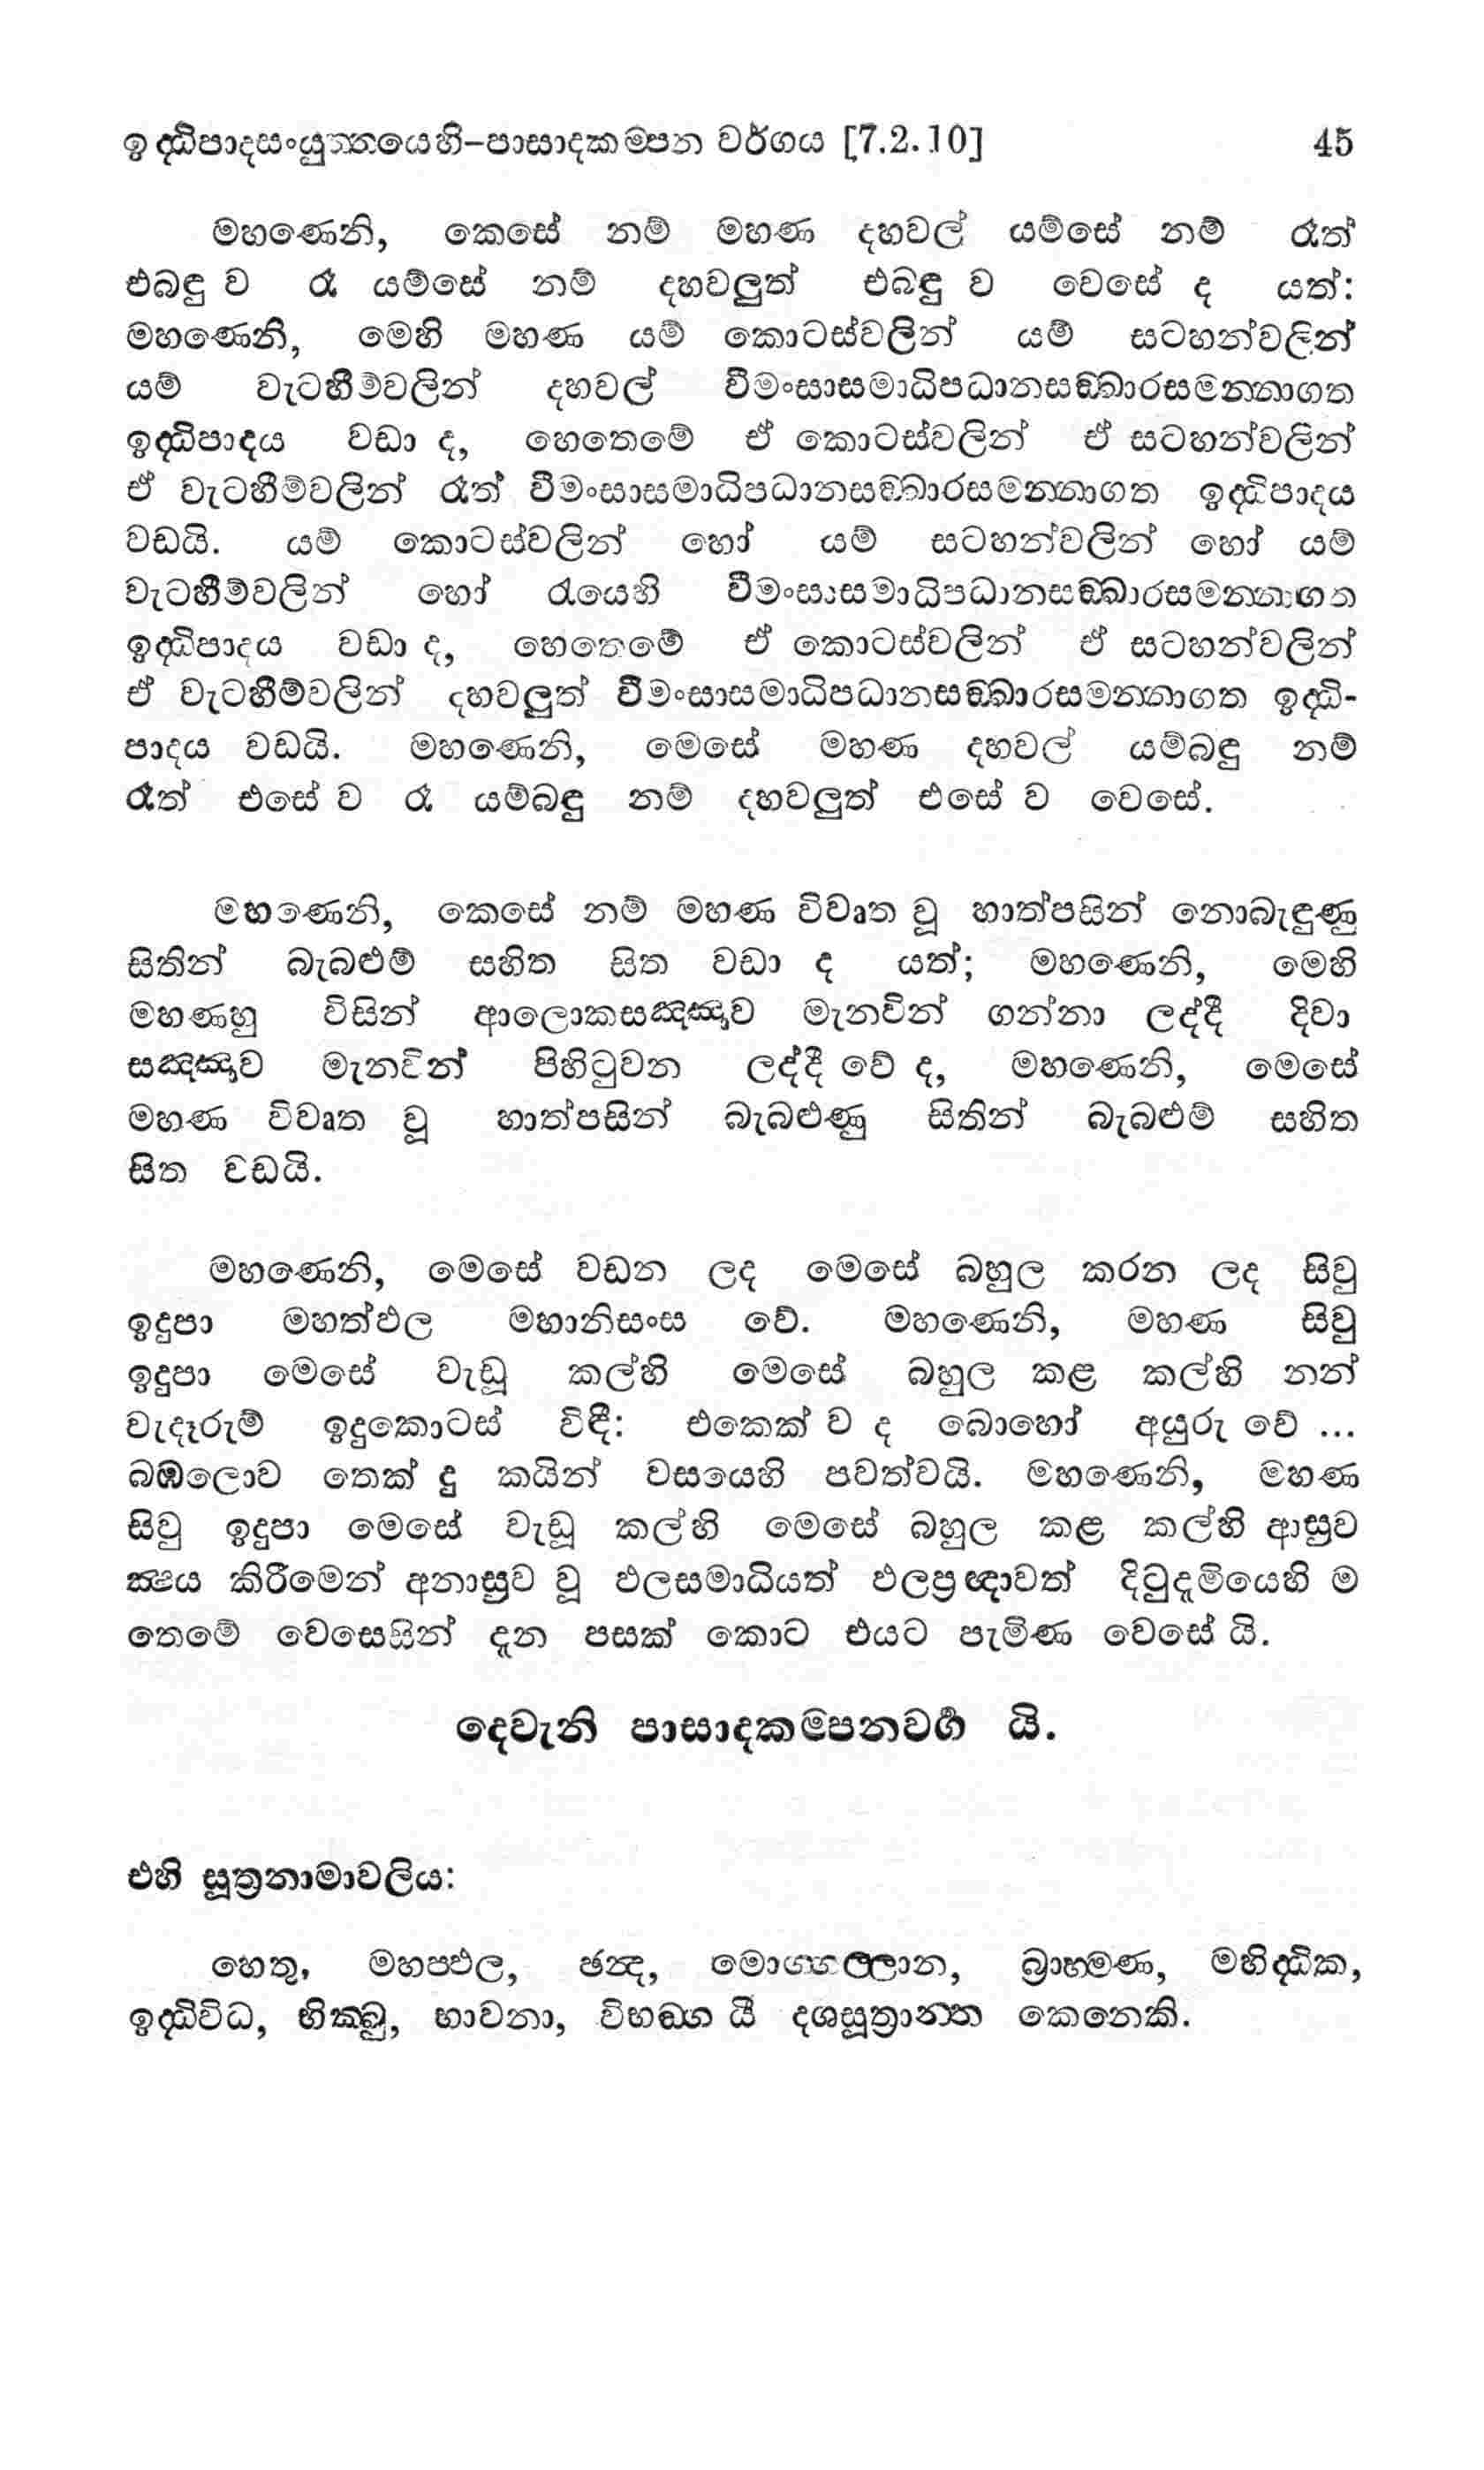 ඉද්ධිපාදසංයුත්තයෙහි-පාසාදකම්පන වර්ගය [7.2.10] 45
මහණෙනි, කෙසේ නම් මහණ දහවල් යම්සේ නම් රෑත්
එබඳු ව රෑ යම්සේ නම් දහවලුත් එබඳු ව වෙසේ ද යත්:
මහණෙනි, මෙහි මහණ යම් කොටස්වලින් යම් සටහන්වලින්
යම් වැටහීම්වලින් දහවල් වීමංසාසමාධිපධානසඞ්ඛාරසමන්නාගත
ඉද්ධිපාදය වඩා ද, හෙතෙමේ ඒ කොටස්වලින් ඒ සටහන්වලින්
ඒ වැටහීම්වලින් රෑත් වීමංසාසමාධිපධානසඞ්ඛාරසමන්නාගත ඉද්ධිපාදය
වඩයි. යම් කොටස්වලින් හෝ යම් සටහන්වලින් හෝ යම්
වැටහීම්වලින් හෝ රැයෙහි වීමංසාසමාධිපධානසඞ්ඛාරසමන්නාගත
ඉද්ධිපාදය වඩා ද, හෙතෙමේ ඒ කොටස්වලින් ඒ සටහන්වලින්
ඒ වැටහීම්වලින් දහවලුත් වීමංසාසමාධිපධානසඞ්ඛාරසමන්නාගත ඉද්ධි-
පාදය වඩයි. මහණෙනි, මෙසේ මහණ දහවල් යම්බඳු නම්
රෑත් එසේ ව රෑ යම්බඳු නම් දහවලුත් එසේ ව වෙසේ.
මහණෙනි, කෙසේ නම් මහණ විවෘත වූ හාත්පසින් නොබැඳුණු
සිතින් බැබළුම් සහිත සිත වඩා ද යත්; මහණෙනි, මෙහි
මහණහු විසින් ආලොකසඤ්ඤාව මැනවින් ගන්නා ලද්දී දිවා
සඤ්ඤාව මැනවින් පිහිටුවන ලද්දී වේ ද, මහණෙනි, මෙසේ
මහණ විවෘත වූ හාත්පසින් බැබළුණු සිතින් බැබළුම් සහිත
සිත වඩයි.
මහණෙනි, මෙසේ වඩන ලද මෙසේ බහුල කරන ලද සිවු
ඉදුපා මහත්ඵල මහානිසංස වේ. මහණෙනි, මහණ සිවු
ඉදුපා මෙසේ වැඩූ කල්හි මෙසේ බහුල කළ කල්හි නන්
වැදෑරුම් ඉදුකොටස් විඳී: එකෙක් ව ද බොහෝ අයුරු වේ ...
බඹලොව තෙක් දු කයින් වසයෙහි පවත්වයි. මහණෙනි, මහණ
සිවු ඉදුපා මෙසේ වැඩූ කල්හි මෙසේ බහුල කළ කල්හි ආස්‍රව
ක්‍ෂය කිරීමෙන් අනාස්‍රව වූ ඵලසමාධියත් ඵලප්‍රඥාවත් දිටුදැමියෙහි ම
තෙමේ වෙසෙසින් දැන පසක් කොට එයට පැමිණ වෙසේ යි.
දෙවැනි පාසාදකම්පනවර්‍ග යි.
එහි සූත්‍රනාමාවලිය:
හෙතු, මහප්ඵල, ඡන්ද, මොග්ගල්ලාන, බ්‍රාහ්මණ, මහිද්ධික,
ඉද්ධිවිධ, භික්ඛු, භාවනා, විභඞ්ග යී දශසූත්‍රාන්ත කෙනෙකි.